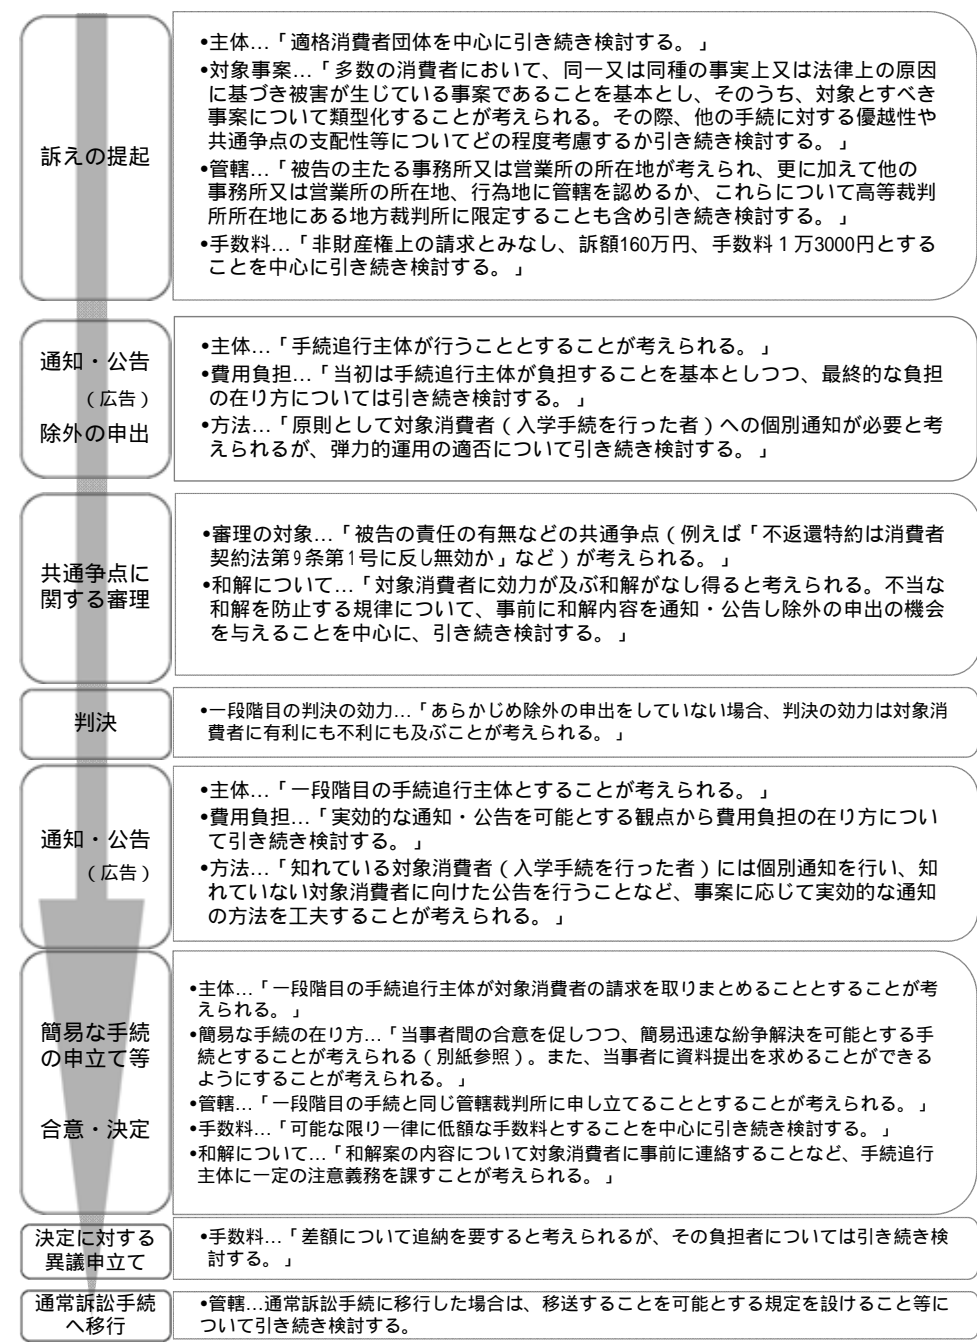 訴えの提起
•主体…「適格消費者団体を中心に引き続き検討する。」
•対象事案…「多数の消費者において、同一又は同種の事実上又は法律上の原因
に基づき被害が生じている事案であることを基本とし、そのうち、対象とすべき
事案について類型化することが考えられる。その際、他の手続に対する優越性や
共通争点の支配性等についてどの程度考慮するか引き続き検討する。」
•管轄…「被告の主たる事務所又は営業所の所在地が考えられ、更に加えて他の
事務所又は営業所の所在地、行為地に管轄を認めるか、これらについて高等裁判
所所在地にある地方裁判所に限定することも含め引き続き検討する。」
•手数料…「非財産権上の請求とみなし、訴額160万円、手数料1万3000円とする
ことを中心に引き続き検討する。」
通知・公告
(広告)
除外の申出
•主体…「手続追行主体が行うこととすることが考えられる。」
•費用負担…「当初は手続追行主体が負担することを基本としつつ、最終的な負担
の在り方については引き続き検討する。」
•方法…「原則として対象消費者(入学手続を行った者)への個別通知が必要と考
えられるが、弾力的運用の適否について引き続き検討する。」
共通争点に
関する審理
•審理の対象…「被告の責任の有無などの共通争点(例えば「不返還特約は消費者
契約法第9条第1号に反し無効か」など)が考えられる。」
•和解について…「対象消費者に効力が及ぶ和解がなし得ると考えられる。不当な
和解を防止する規律について、事前に和解内容を通知・公告し除外の申出の機会
を与えることを中心に、引き続き検討する。」
判決
•一段階目の判決の効力…「あらかじめ除外の申出をしていない場合、判決の効力は対象消
費者に有利にも不利にも及ぶことが考えられる。」
通知・公告
(広告)
•主体…「一段階目の手続追行主体とすることが考えられる。」
•費用負担…「実効的な通知・公告を可能とする観点から費用負担の在り方につい
て引き続き検討する。」
•方法…「知れている対象消費者(入学手続を行った者)には個別通知を行い、知
れていない対象消費者に向けた公告を行うことなど、事案に応じて実効的な通知
の方法を工夫することが考えられる。」
簡易な手続
の申立て等
合意・決定
•主体…「一段階目の手続追行主体が対象消費者の請求を取りまとめることとすることが考
えられる。」
•簡易な手続の在り方…「当事者間の合意を促しつつ、簡易迅速な紛争解決を可能とする手
続とすることが考えられる(別紙参照)。また、当事者に資料提出を求めることができる
ようにすることが考えられる。」
•管轄…「一段階目の手続と同じ管轄裁判所に申し立てることとすることが考えられる。」
•手数料…「可能な限り一律に低額な手数料とすることを中心に引き続き検討する。」
•和解について…「和解案の内容について対象消費者に事前に連絡することなど、手続追行
主体に一定の注意義務を課すことが考えられる。」
決定に対する
異議申立て
•手数料…「差額について追納を要すると考えられるが、その負担者については引き続き検
討する。」
通常訴訟手続
へ移行
•管轄…通常訴訟手続に移行した場合は、移送することを可能とする規定を設けること等に
ついて引き続き検討する。